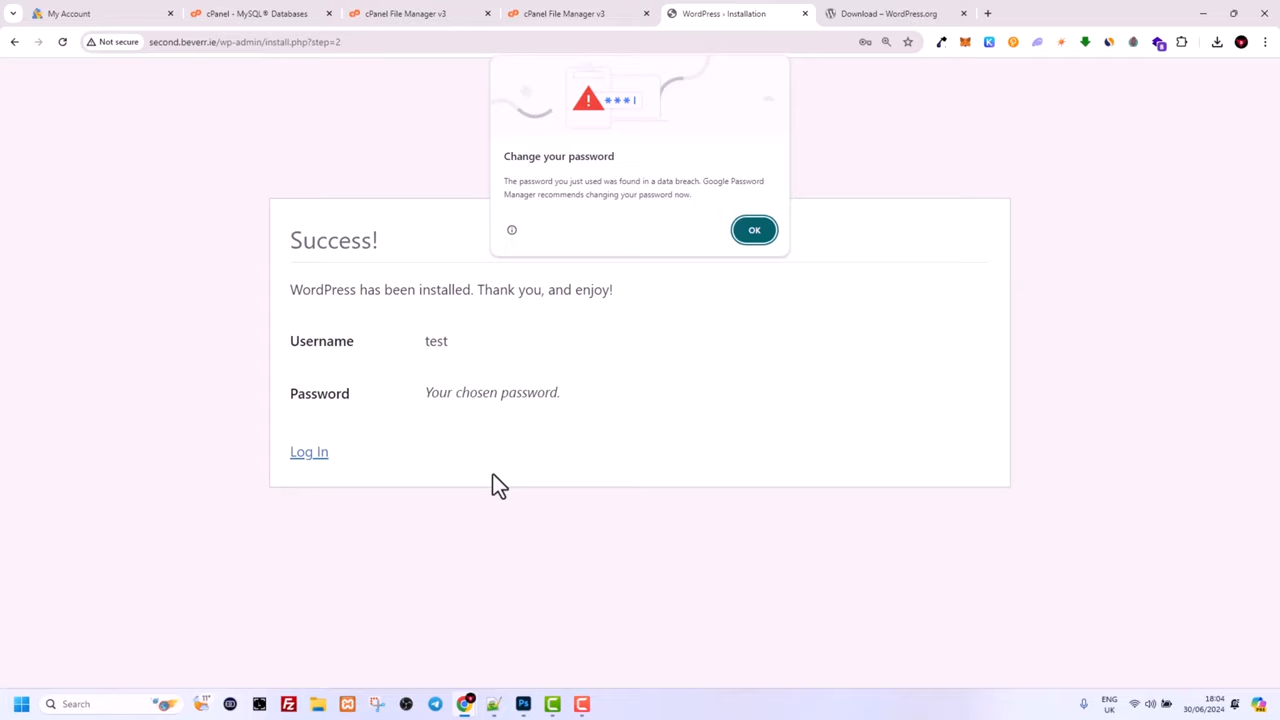 My Account
cPanel - MySQL® Databases
cPanel File Manager v3
cPanel File Manager v3
WordPress › Installation
Download – WordPress.org
Not secure
second.beverr.ie/wp-admin/install.php?step=2
***|
Change your password
The password you just used was found in a data breach. Google Password
Manager recommends changing your password now.
OK
Success!
WordPress has been installed. Thank you, and enjoy!
Username
test
Password
Your chosen password.
Log In
Search
11°
ENG
UK
18:04
30/06/2024